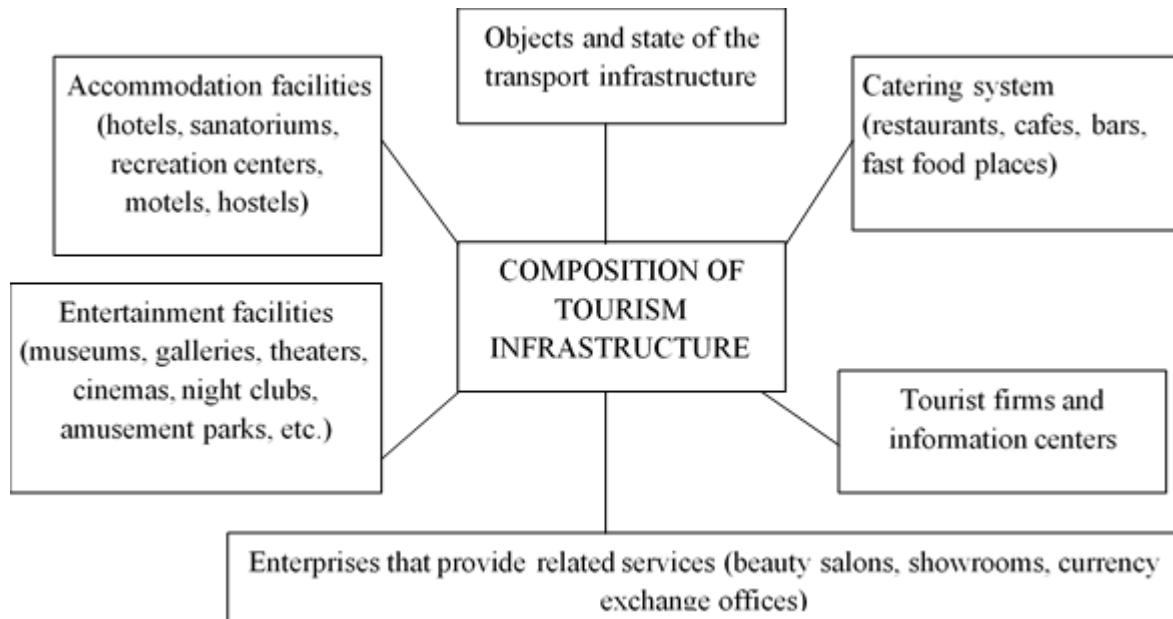 Objects and state of the
transport infrastructure
Accommodation facilities
(hotels, sanatoriums,
recreation centers,
motels, hostels)
Catering system
(restaurants, cafes, bars,
fast food places)
COMPOSITION OF
TOURISM
INFRASTRUCTURE
Entertainment facilities
(museums, galleries, theaters,
cinemas, night clubs,
amusement parks, etc.)
Tourist firms and
information centers
Enterprises that provide related services (beauty salons, showrooms, currency
exchange offices)